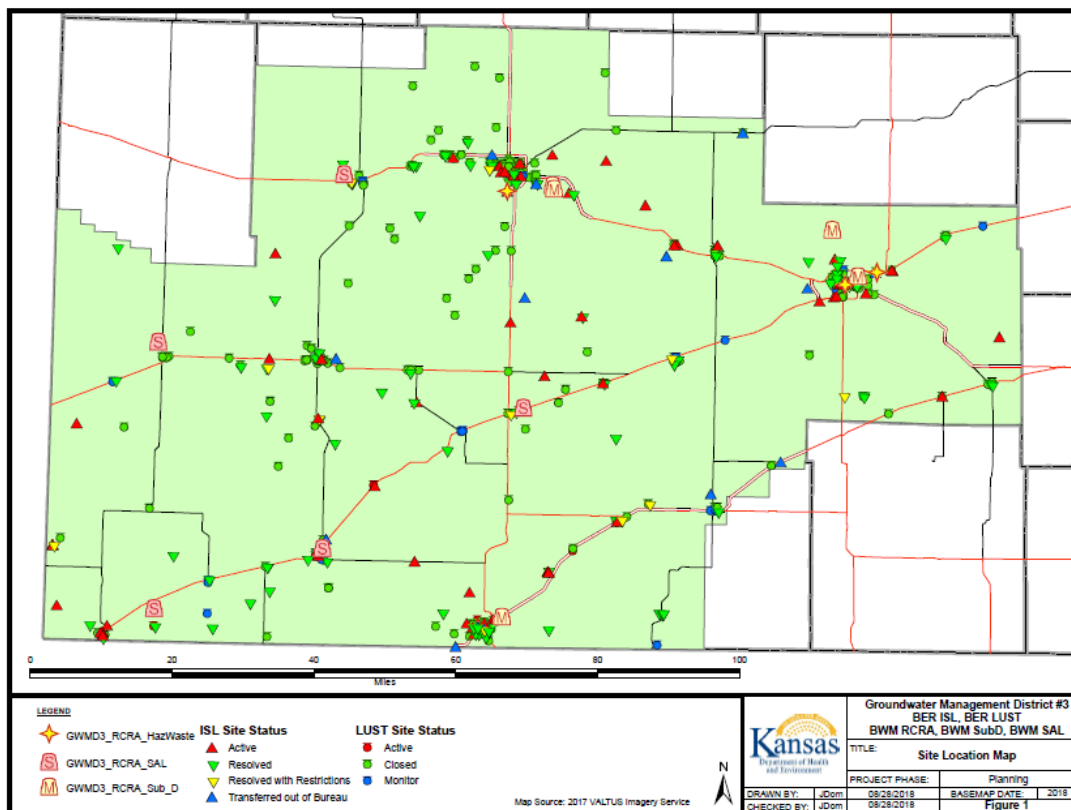 S
M
M
M
S
S
S
S
M
0
20
40
60
80
100
Miles
LEGEND
GWMD3_RCRA_HazWaste
S GWMD3_RCRA_SAL
M GWMD3_RCRA_Sub_D
ISL Site Status
Active
Resolved
Resolved with Restrictions
Transferred out of Bureau
LUST Site Status
Active
Closed
Monitor
Map Source: 2017 VALTUS Imagery Service
N
Kansas
Department of Health
and Environment
Groundwater Management District #3
BER ISL, BER LUST
BWM RCRA, BWM SubD, BWM SAL
TITLE:
Site Location Map
PROJECT PHASE: Planning
DRAWN BY: JDom 08/28/2018 BASEMAP DATE: 2018
CHECKED BY: JDom 08/28/2018 Figure 1